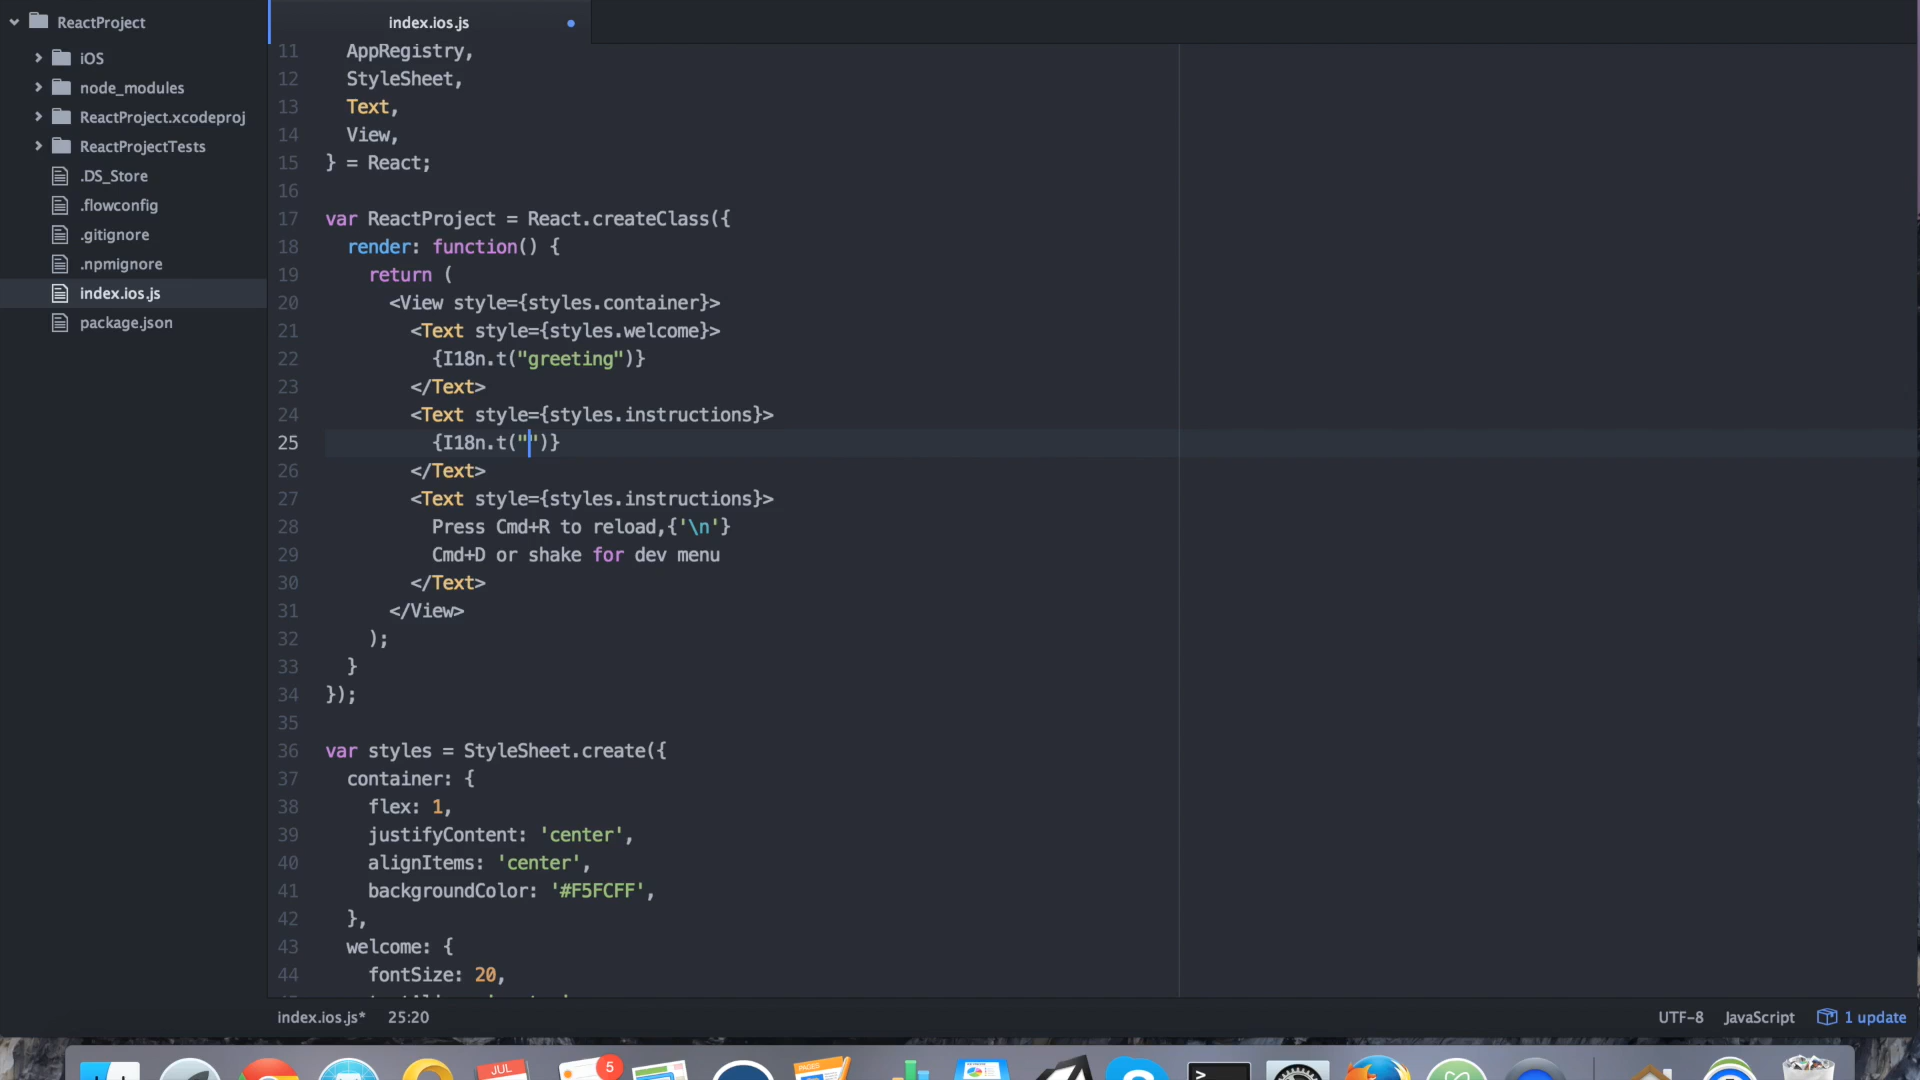 ReactProject
iOS
node_modules
ReactProject.xcodeproj
ReactProjectTests
.DS_Store
.flowconfig
.gitignore
.npmignore
index.ios.js
package.json
index.ios.js
11 AppRegistry,
12 StyleSheet,
13 Text,
14 View,
15 } = React;
16
17 var ReactProject = React.createClass({
18 render: function() {
19 return (
20 <View style={styles.container}>
21 <Text style={styles.welcome}>
22 {I18n.t("greeting")}
23 </Text>
24 <Text style={styles.instructions}>
25 {I18n.t("")}
26 </Text>
27 <Text style={styles.instructions}>
28 Press Cmd+R to reload,{'\n'}
29 Cmd+D or shake for dev menu
30 </Text>
31 </View>
32 );
33 }
34 });
35
36 var styles = StyleSheet.create({
37 container: {
38 flex: 1,
39 justifyContent: 'center',
40 alignItems: 'center',
41 backgroundColor: '#F5FCFF',
42 },
43 welcome: {
44 fontSize: 20,
index.ios.js* 25:20
UTF-8 JavaScript 1 update
JUL 5 PAGES